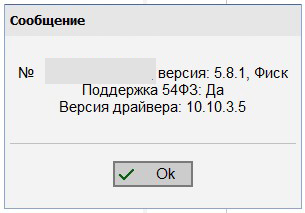 Сообщение
№ версия: 5.8.1, Фиск
Поддержка 54ФЗ: Да
Версия драйвера: 10.10.3.5
Ok